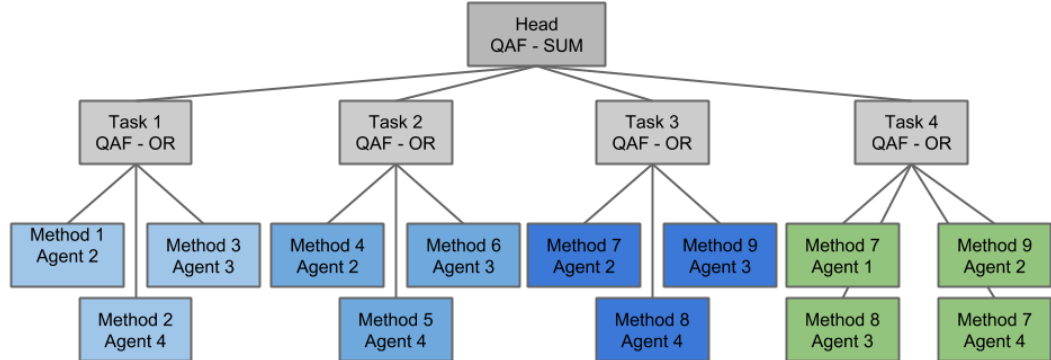 Head
QAF - SUM
Task 1
QAF - OR
Task 2
QAF - OR
Task 3
QAF - OR
Task 4
QAF - OR
Method 1
Agent 2
Method 3
Agent 3
Method 2
Agent 4
Method 4
Agent 2
Method 6
Agent 3
Method 5
Agent 4
Method 7
Agent 2
Method 9
Agent 3
Method 8
Agent 4
Method 7
Agent 1
Method 9
Agent 2
Method 8
Agent 3
Method 7
Agent 4